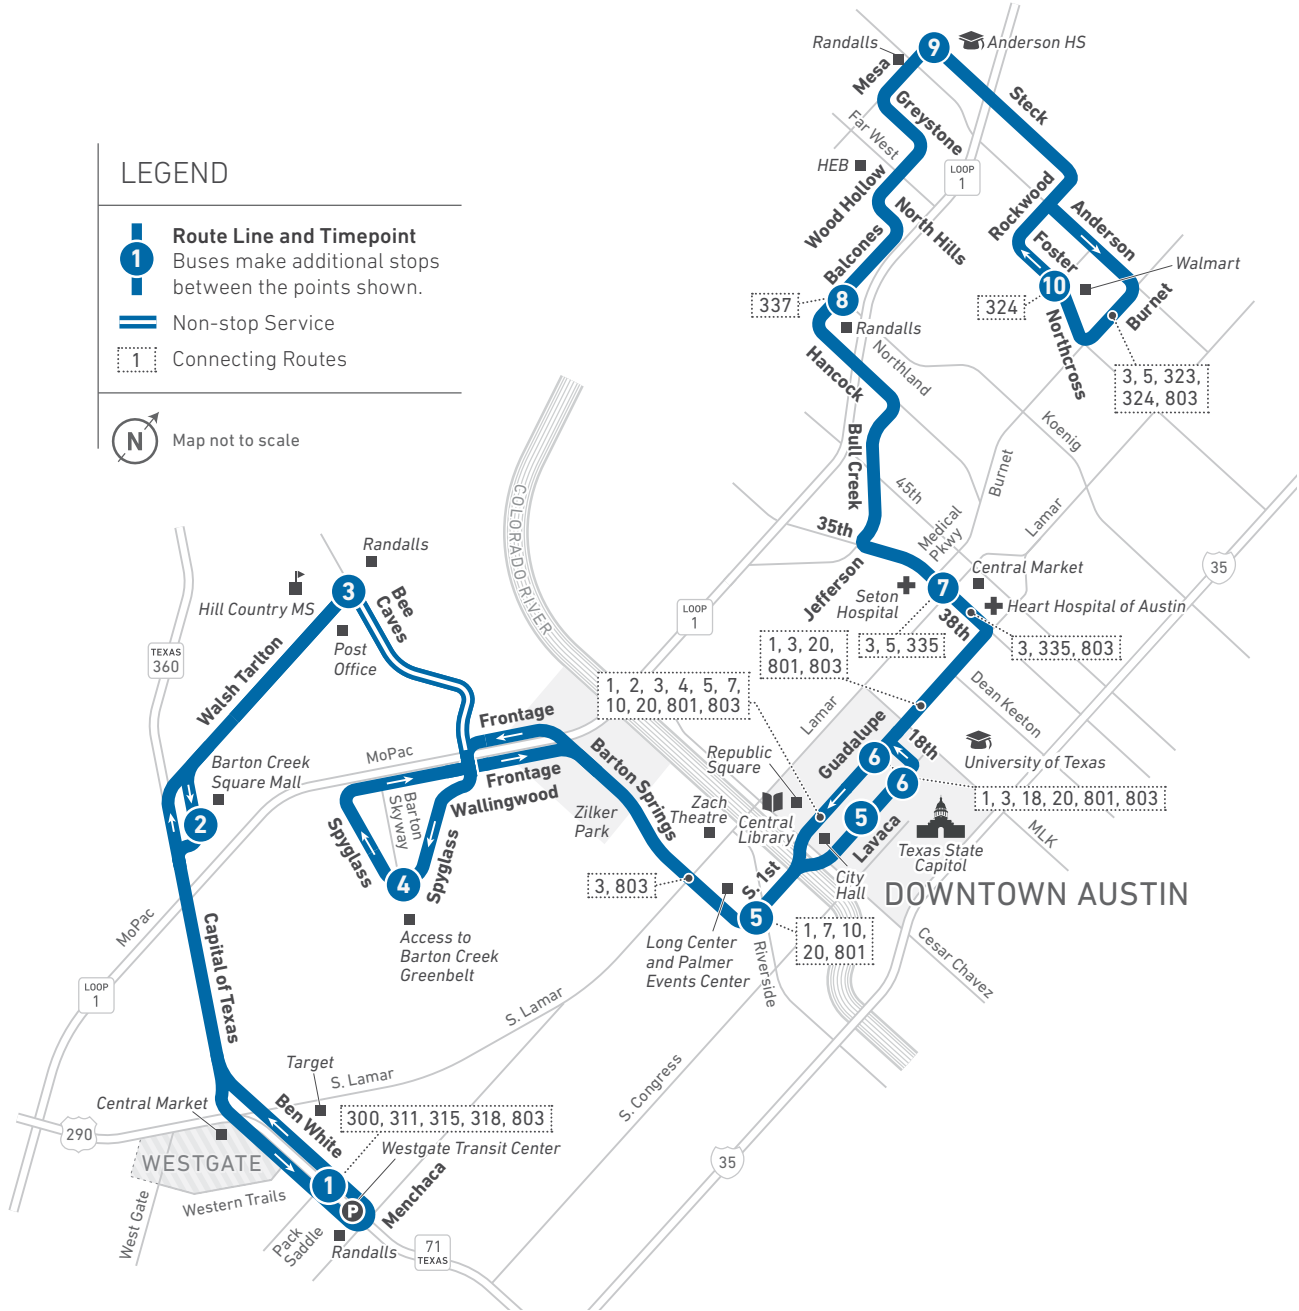 LEGEND
1
Route Line and Timepoint
Buses make additional stops
between the points shown.
Non-stop Service
1
Connecting Routes
N
Map not to scale
Randalls
9
Anderson HS
Mesa
Steck
Greystone
Far West
HEB
LOOP
1
Wood Hollow
North Hills
Rockwood
Anderson
Balcones
Foster
Walmart
337
8
324
10
Burnet
Randalls
Northcross
Hancock
Northland
3, 5, 323,
324, 803
Koenig
Bull Creek
Burnet
45th
Lamar
COLORADO RIVER
35th
Medical
Pkwy
Jefferson
Central Market
35
Seton
Hospital
7
Heart Hospital of Austin
38th
Randalls
Hill Country MS
3
Bee
Caves
LOOP
1
1, 3, 20,
801, 803
3, 5, 335
3, 335, 803
Post
Office
TEXAS
360
Walsh Tarlton
1, 2, 3, 4, 5, 7,
10, 20, 801, 803
Dean Keeton
Lamar
Frontage
Guadalupe
18th
MoPac
Barton Springs
Republic
Square
6
University of Texas
Barton Creek
Square Mall
Frontage
Wallingwood
6
1, 3, 18, 20, 801, 803
2
Barton
Skyway
Zilker
Park
Zach
Theatre
Central
Library
5
Lavaca
MLK
Spyglass
Spyglass
Texas State
Capitol
4
3, 803
S. 1st
City
Hall
DOWNTOWN AUSTIN
MoPac
Capital of Texas
Access to
Barton Creek
Greenbelt
5
1, 7, 10,
20, 801
Long Center
and Palmer
Events Center
Riverside
Cesar Chavez
LOOP
1
S. Lamar
Target
S. Lamar
S. Congress
Central Market
Ben White
300, 311, 315, 318, 803
290
Westgate Transit Center
WESTGATE
35
1
P
Menchaca
West Gate
Western Trails
Pack
Saddle
Randalls
71
TEXAS